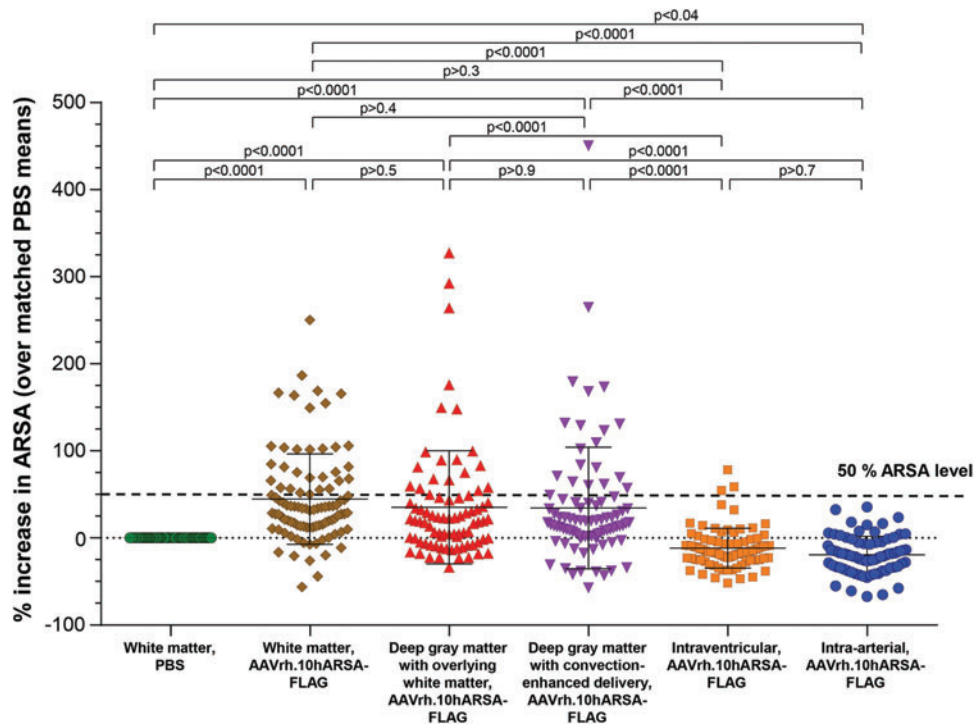 p<0.04
p<0.0001
p<0.0001
p>0.3
p<0.0001 p<0.0001
p>0.4
p<0.0001
p<0.0001 p<0.0001
p<0.0001 p>0.5 p>0.9 p<0.0001 p>0.7
% increase in ARSA (over matched PBS means)
500
400
300
200
100
0
-100
50 % ARSA level
White matter,
PBS
White matter,
AAVrh.10hARSA-
FLAG
Deep gray matter
with overlying
white matter,
AAVrh.10hARSA-
FLAG
Deep gray matter
with convection-
enhanced delivery,
AAVrh.10hARSA-
FLAG
Intraventricular,
AAVrh.10hARSA-
FLAG
Intra-arterial,
AAVrh.10hARSA-
FLAG